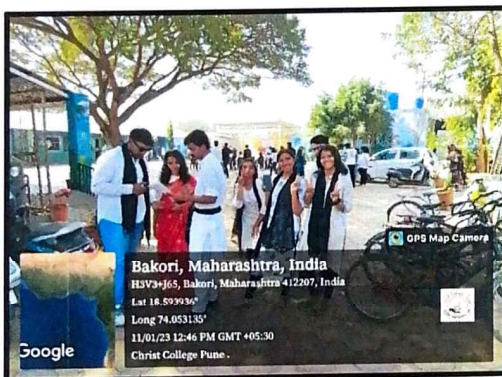 GPS Map Camera
Bakori, Maharashtra, India
H3V3+J65, Bakori, Maharashtra 412207, India
Lat 18.593936°
Long 74.053135°
11/01/23 12:46 PM GMT +05:30
Christ College Pune .
Google